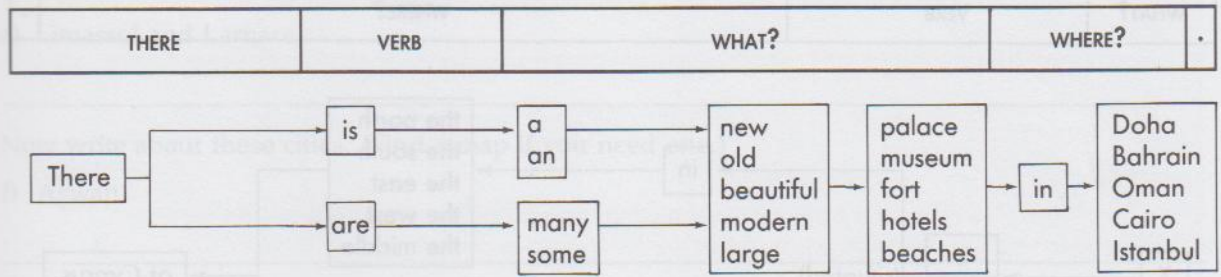 THERE VERB WHAT? WHERE? .
There
is
are
a
an
many
some
new
old
beautiful
modern
large
palace
museum
fort
hotels
beaches
in
Doha
Bahrain
Oman
Cairo
Istanbul